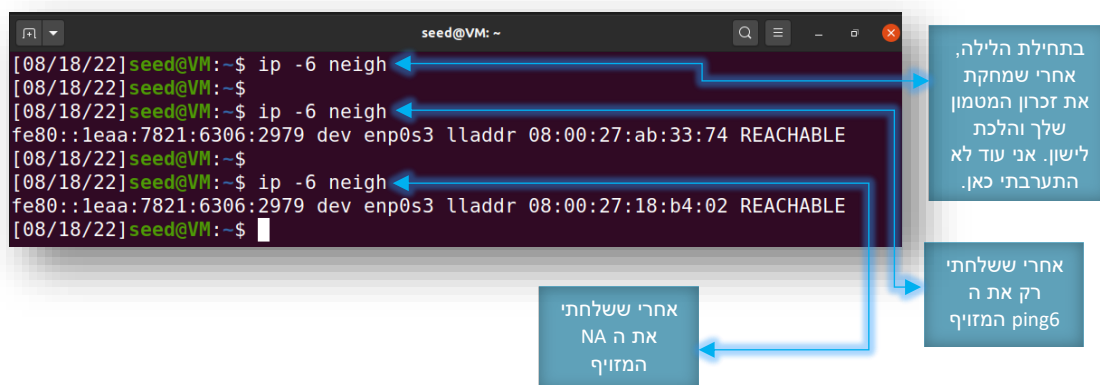 seed@VM: ~
[08/18/22]seed@VM:~$ ip -6 neigh
[08/18/22]seed@VM:~$
[08/18/22]seed@VM:~$ ip -6 neigh
fe80::1eaa:7821:6306:2979 dev enp0s3 lladdr 08:00:27:ab:33:74 REACHABLE
[08/18/22]seed@VM:~$
[08/18/22]seed@VM:~$ ip -6 neigh
fe80::1eaa:7821:6306:2979 dev enp0s3 lladdr 08:00:27:18:b4:02 REACHABLE
[08/18/22]seed@VM:~$
בתחילת הלילה,
אחרי שמחקת
את זכרון המטמון
שלך והלכת
לישון. אני עוד לא
התערבתי כאן.
אחרי ששלחתי
רק את ה
ping6 המזויף
אחרי ששלחתי
את ה NA
המזויף